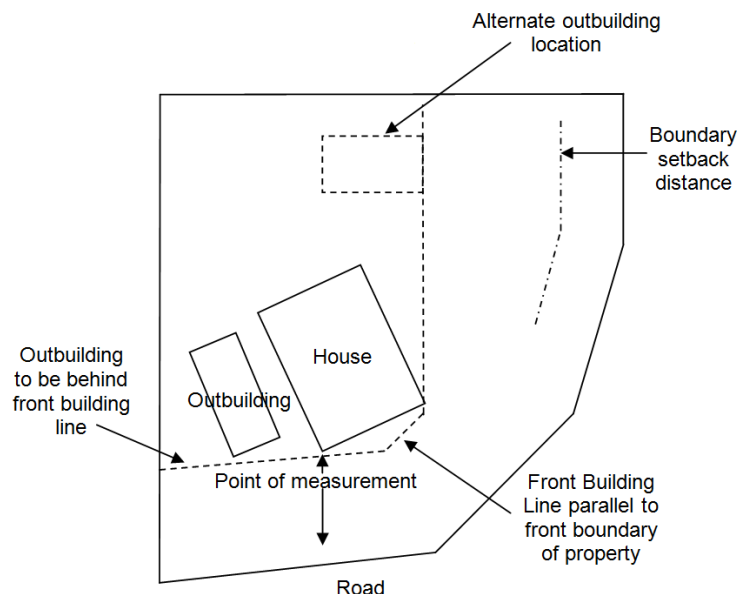 Alternate outbuilding
location
Boundary
setback
distance
House
Outbuilding
to be behind
front building
line
Outbuilding
Point of measurement
Front Building
Line parallel to
front boundary
of property
Road